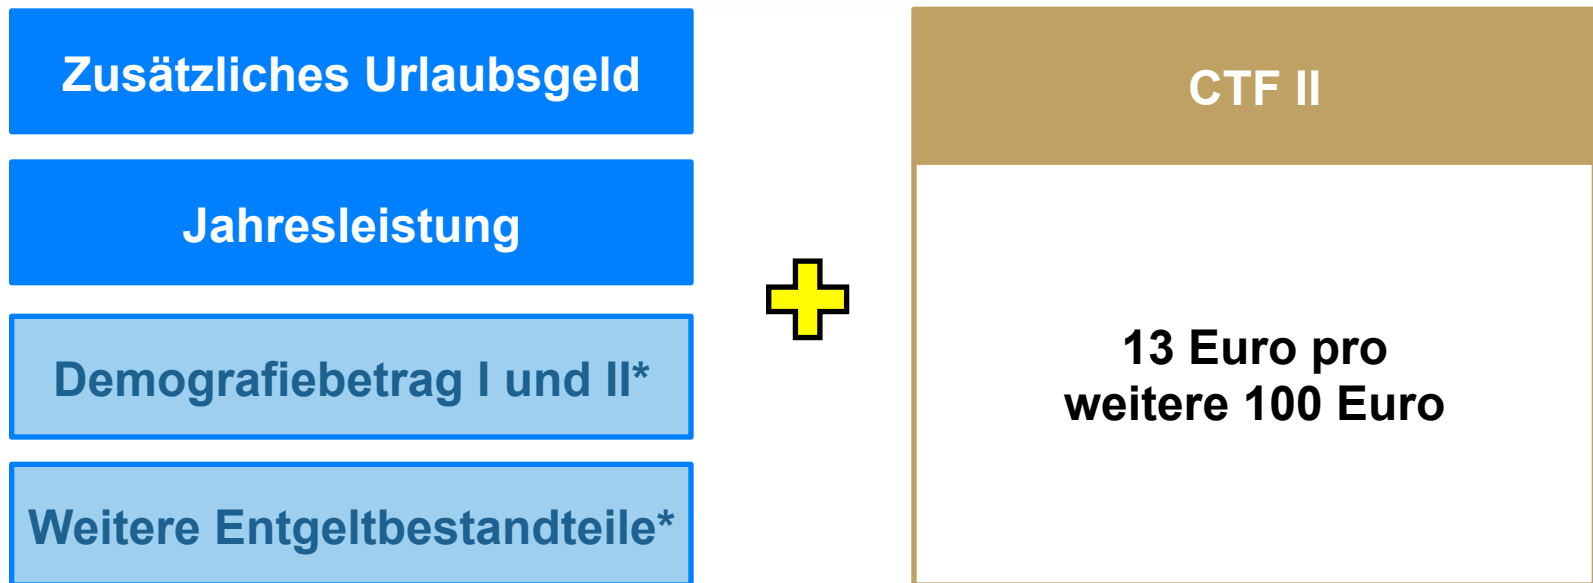 Zusätzliches Urlaubsgeld
Jahresleistung
Demografiebetrag I und II*
Weitere Entgeltbestandteile*
CTF II
13 Euro pro
weitere 100 Euro